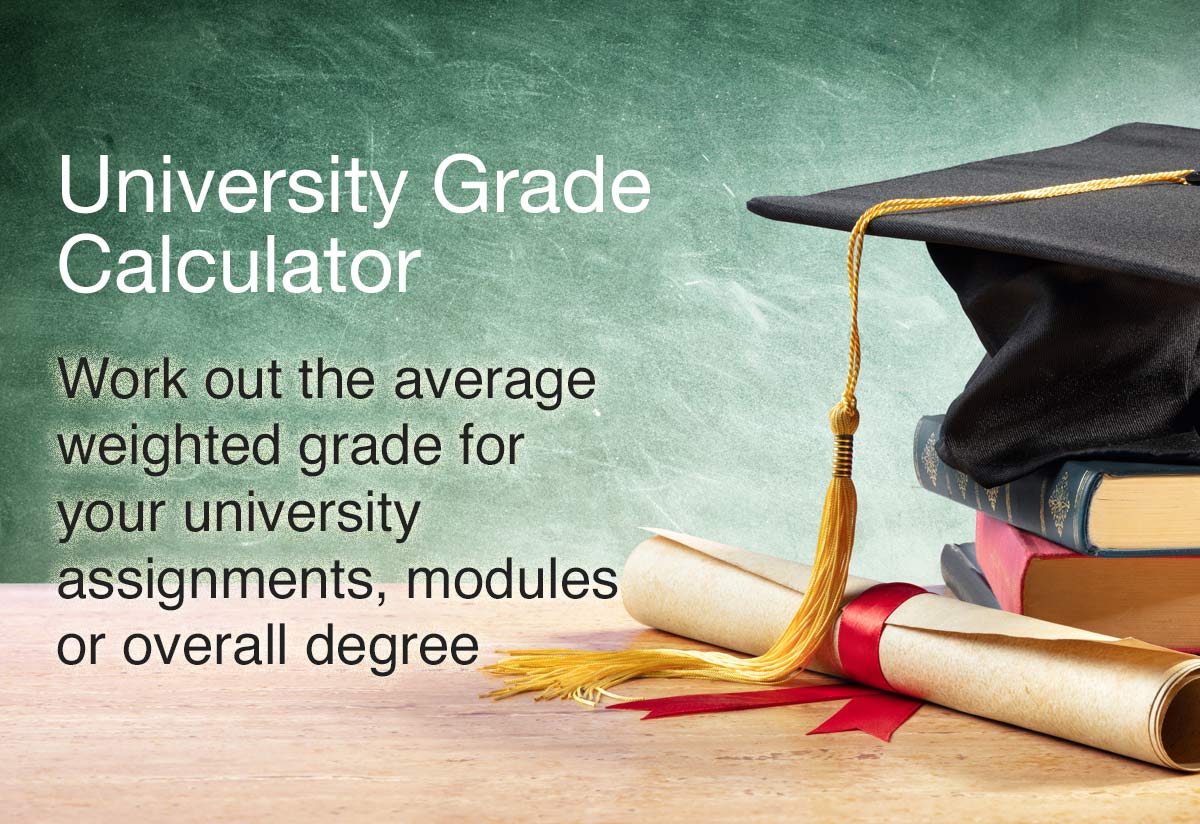 University Grade
Calculator
Work out the average
weighted grade for
your university
assignments, modules
or overall degree